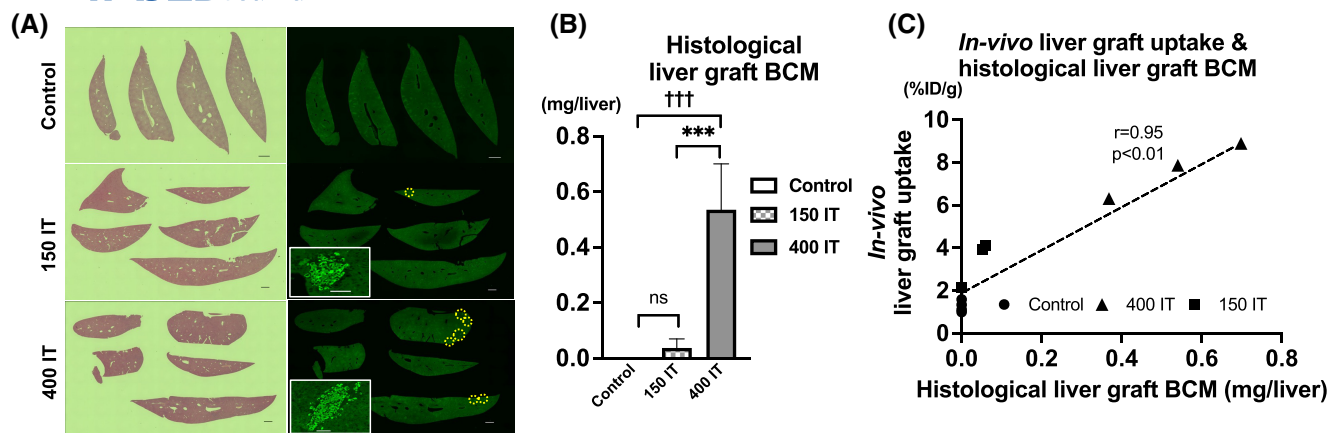 (A)
Control
150 IT
400 IT
(B)
Histological
liver graft BCM
(mg/liver)
†††
***
ns
0.8
0.6
0.4
0.2
0.0
Control
150 IT
400 IT
Control
150 IT
400 IT
(C)
In-vivo liver graft uptake &
histological liver graft BCM
(%ID/g)
In-vivo
liver graft uptake
10
8
6
4
2
0
r=0.95
p<0.01
Control
400 IT
150 IT
0.0
0.2
0.4
0.6
0.8
Histological liver graft BCM (mg/liver)